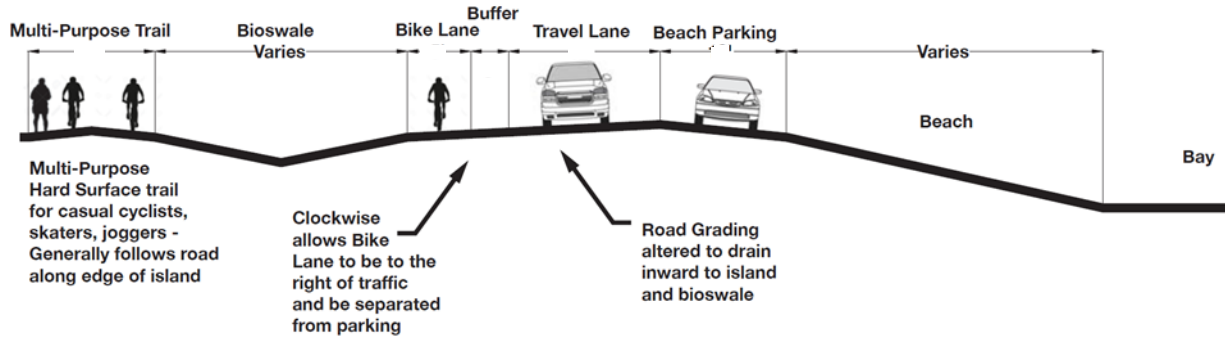 Multi-Purpose Trail
Bioswale
Varies
Bike Lane
Buffer
Travel Lane
Beach Parking
Varies
Beach
Bay
Multi-Purpose
Hard Surface trail
for casual cyclists,
skaters, joggers -
Generally follows road
along edge of island
Clockwise
allows Bike
Lane to be to the
right of traffic
and be separated
from parking
Road Grading
altered to drain
inward to island
and bioswale